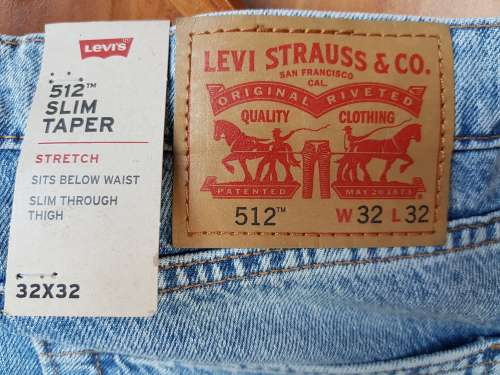 Levi's
512™
SLIM
TAPER
STRETCH
SITS BELOW WAIST
SLIM THROUGH
THIGH
32X32
LEVI STRAUSS & CO.
SAN FRANCISCO
CAL.
ORIGINAL RIVETED
QUALITY CLOTHING
PATENTED MAY 20 1873
512™ W 32 L 32